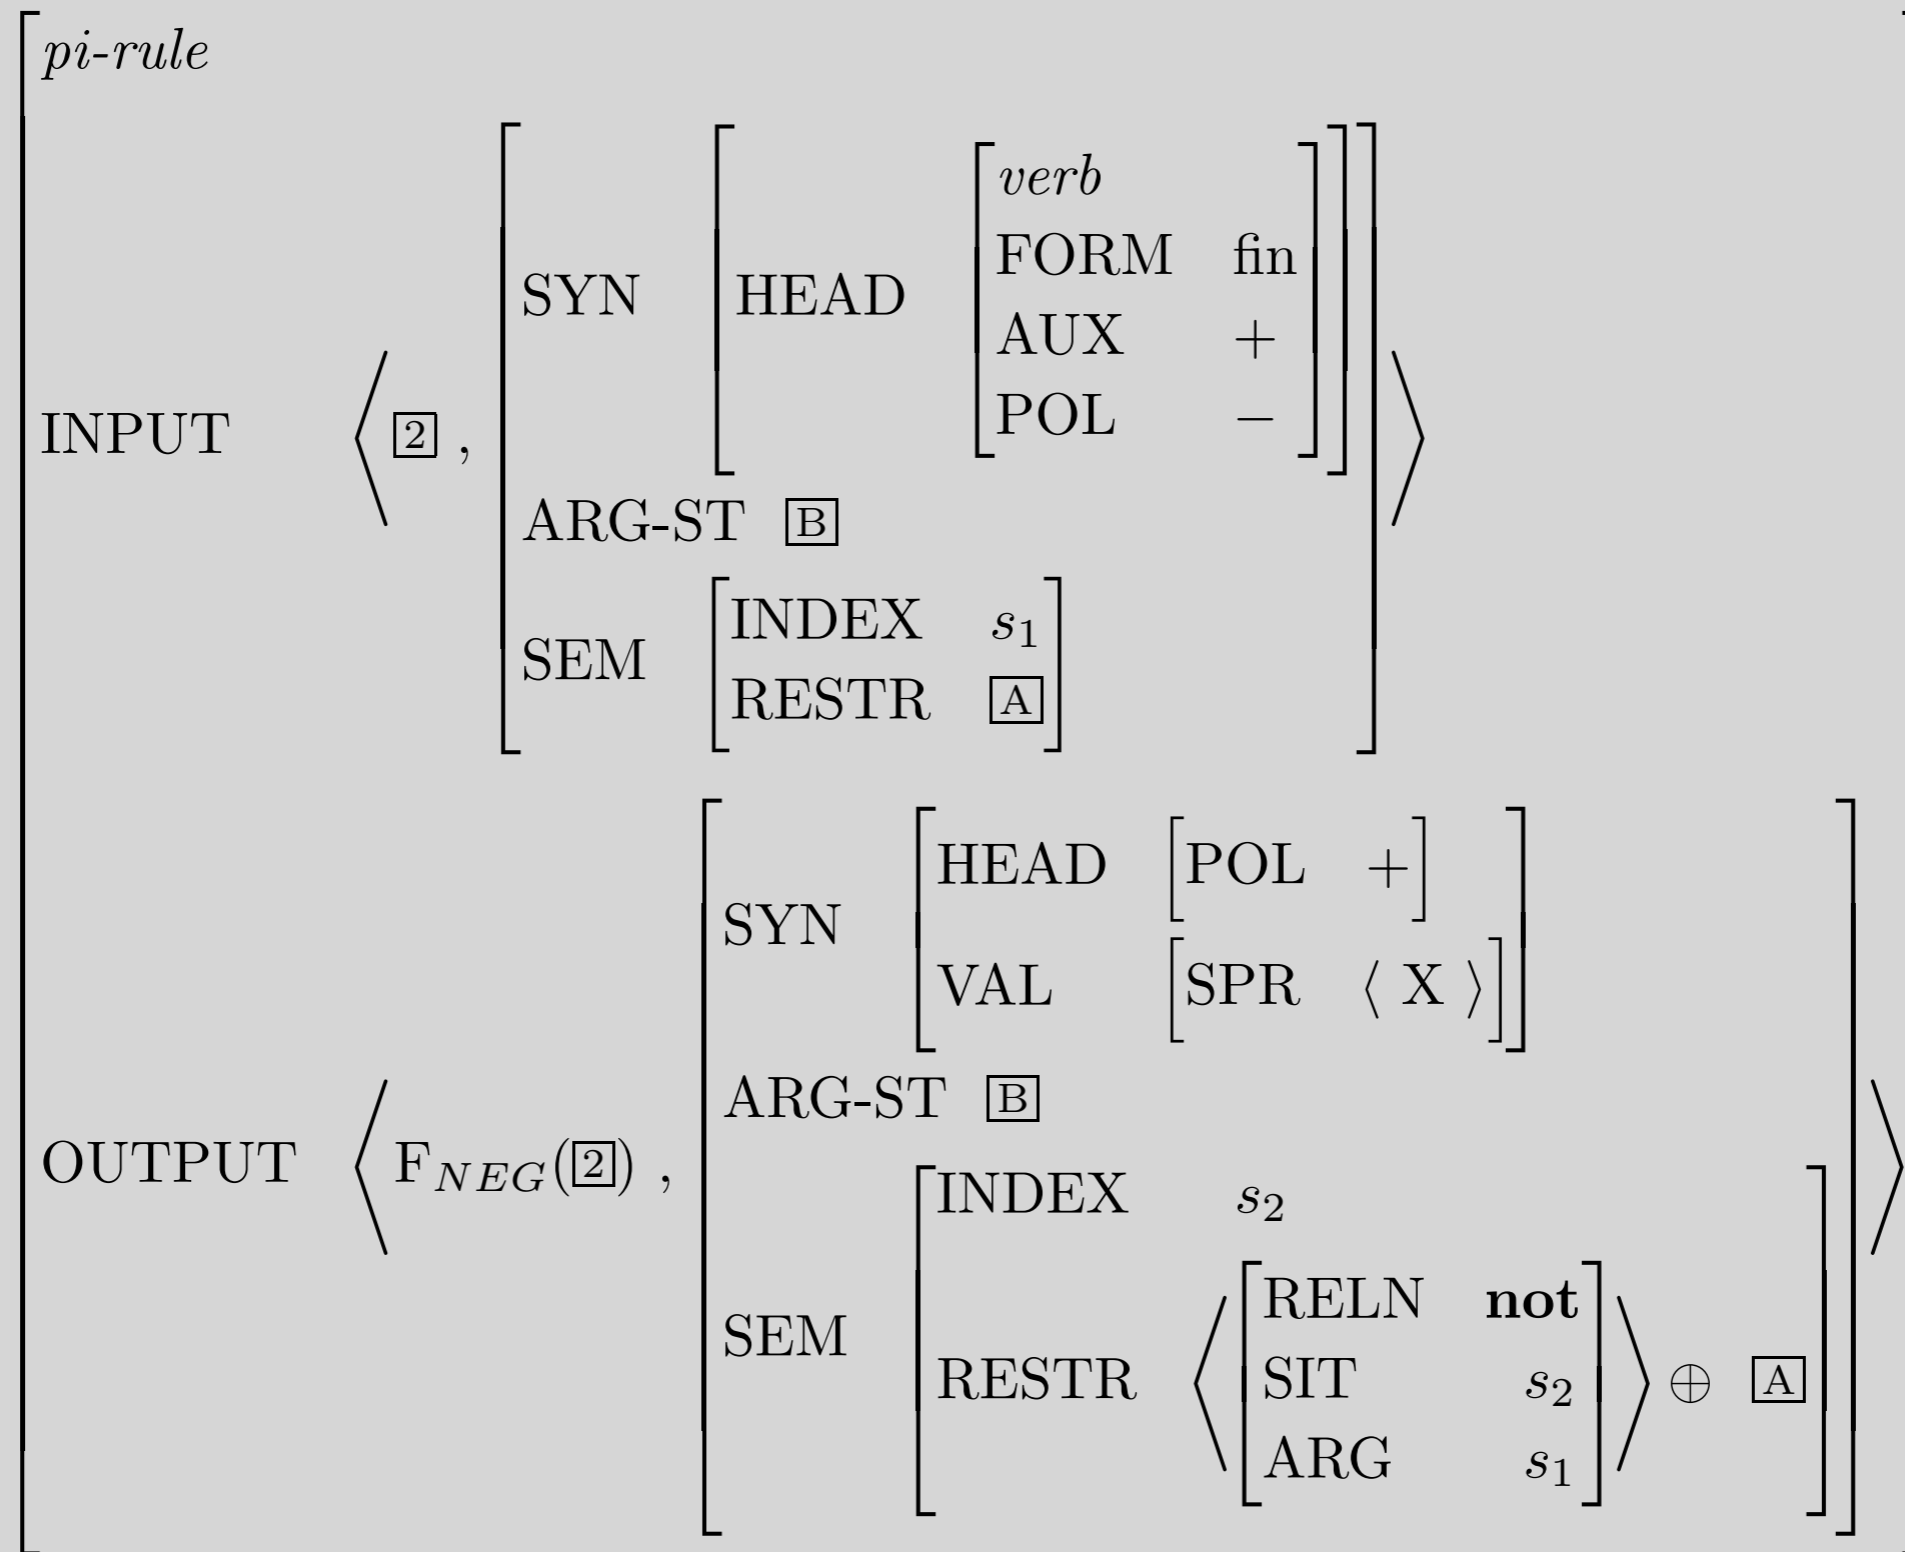 pi-rule
INPUT ⟨ 2 , SYN HEAD verb
FORM fin
AUX +
POL −
ARG-ST B
SEM INDEX s₁
RESTR A ⟩
OUTPUT ⟨ F_NEG(2) , SYN HEAD [POL +]
VAL [SPR ⟨ X ⟩]
ARG-ST B
SEM INDEX s₂
RESTR ⟨ RELN not
SIT s₂
ARG s₁ ⟩ ⊕ A ⟩